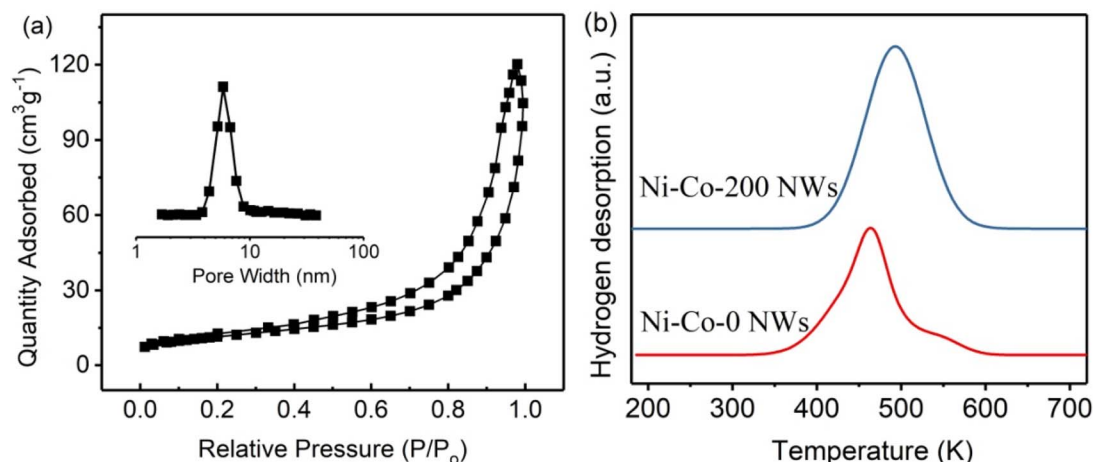 (a)
Quantity Adsorbed (cm³g⁻¹)
120
90
60
30
0
1 10 100
Pore Width (nm)
0.0 0.2 0.4 0.6 0.8 1.0
Relative Pressure (P/Pₒ)
(b)
Hydrogen desorption (a.u.)
Ni-Co-200 NWs
Ni-Co-0 NWs
200 300 400 500 600 700
Temperature (K)